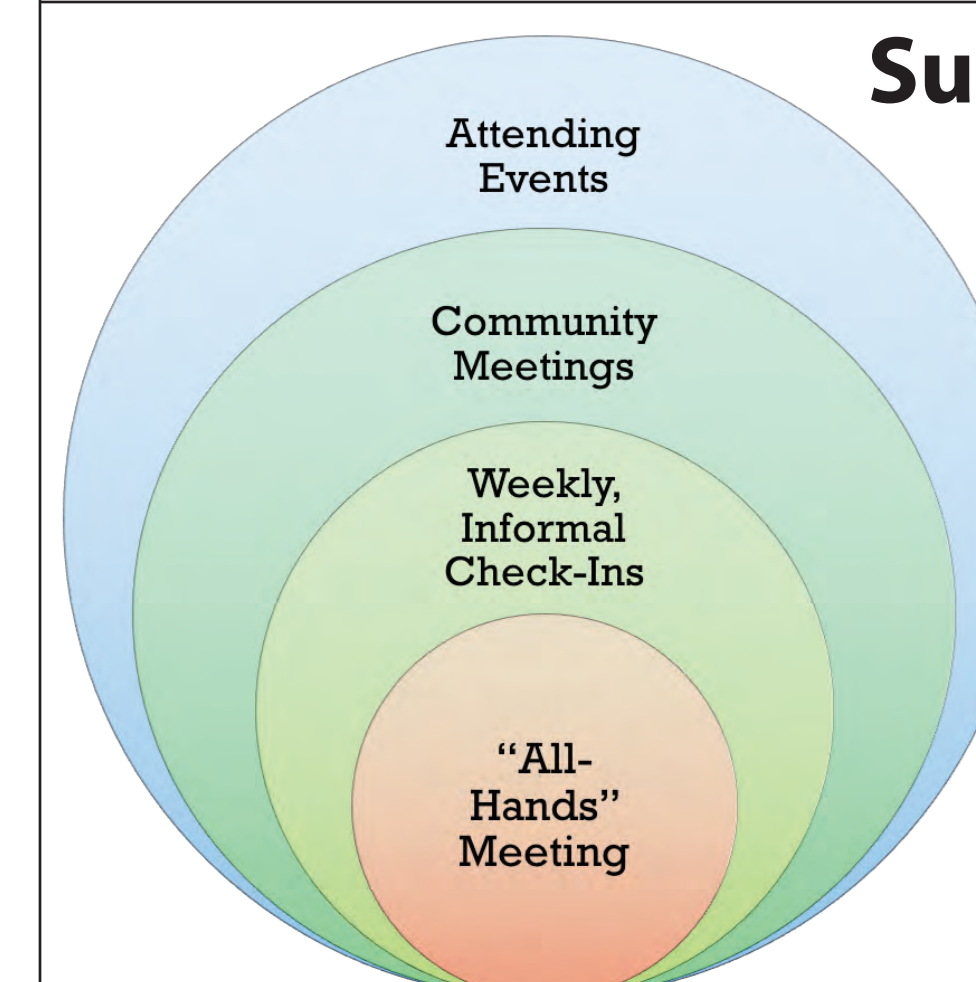 Su
Attending
Events
Community
Meetings
Weekly,
Informal
Check-Ins
“All-
Hands”
Meeting